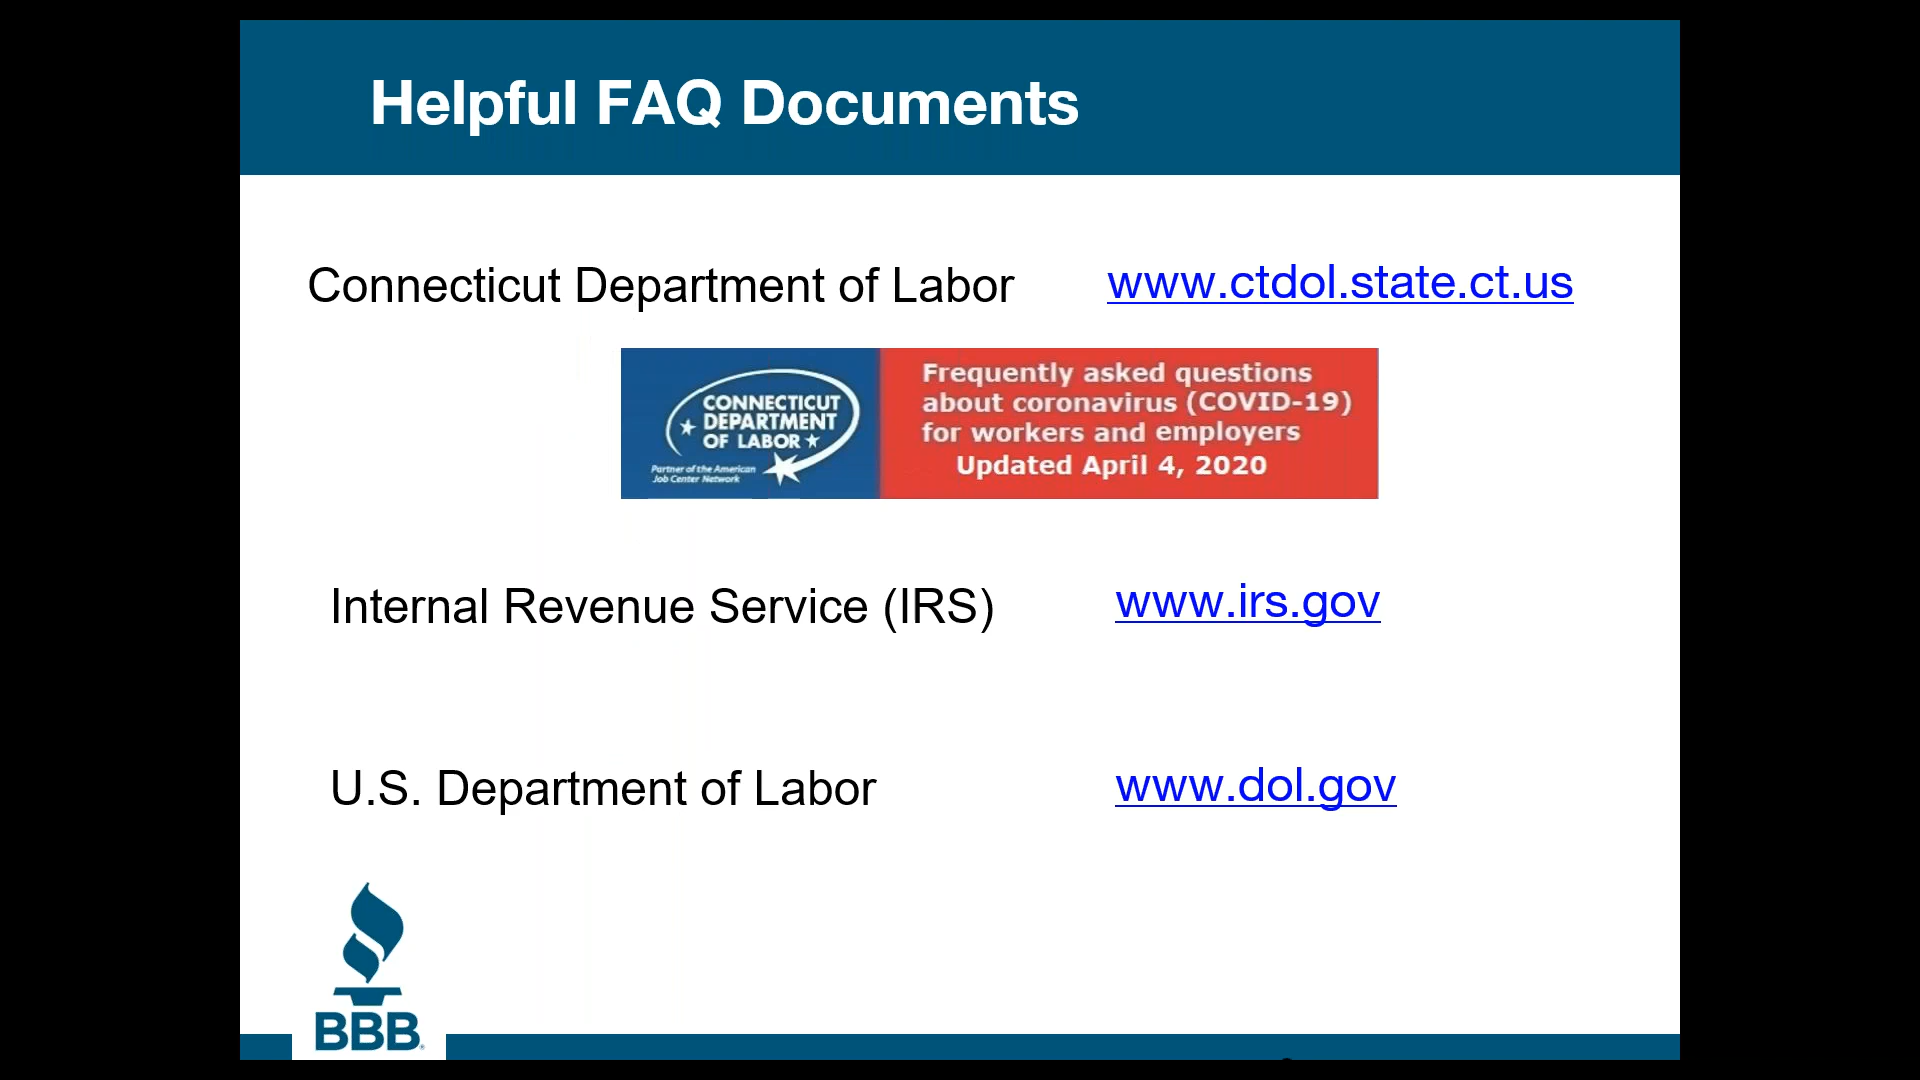 Helpful FAQ Documents
Connecticut Department of Labor www.ctdol.state.ct.us
CONNECTICUT
DEPARTMENT
OF LABOR
Partner of the American
Job Center Network
Frequently asked questions
about coronavirus (COVID-19)
for workers and employers
Updated April 4, 2020
Internal Revenue Service (IRS) www.irs.gov
U.S. Department of Labor www.dol.gov
BBB®